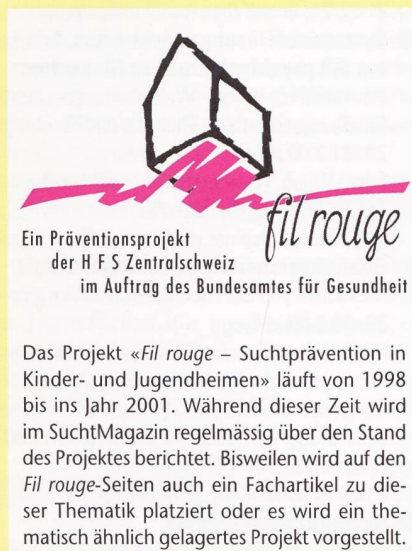 fil rouge
Ein Präventionsprojekt
der H F S Zentralschweiz
im Auftrag des Bundesamtes für Gesundheit
Das Projekt «Fil rouge – Suchtprävention in
Kinder- und Jugendheimen» läuft von 1998
bis ins Jahr 2001. Während dieser Zeit wird
im SuchtMagazin regelmässig über den Stand
des Projektes berichtet. Bisweilen wird auf den
Fil rouge-Seiten auch ein Fachartikel zu die-
ser Thematik platziert oder es wird ein the-
matisch ähnlich gelagertes Projekt vorgestellt.